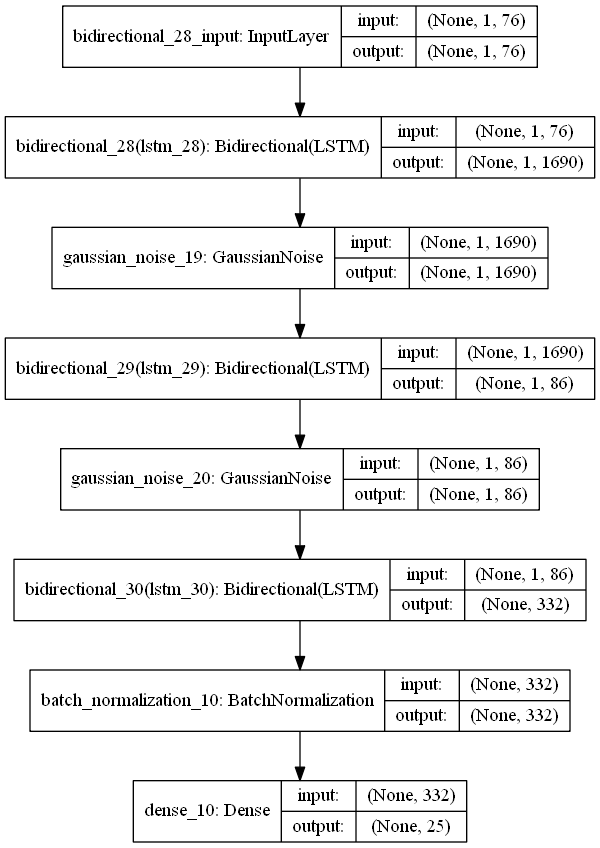 bidirectional_28_input: InputLayer
input: (None, 1, 76)
output: (None, 1, 76)
bidirectional_28(lstm_28): Bidirectional(LSTM)
input: (None, 1, 76)
output: (None, 1, 1690)
gaussian_noise_19: GaussianNoise
input: (None, 1, 1690)
output: (None, 1, 1690)
bidirectional_29(lstm_29): Bidirectional(LSTM)
input: (None, 1, 1690)
output: (None, 1, 86)
gaussian_noise_20: GaussianNoise
input: (None, 1, 86)
output: (None, 1, 86)
bidirectional_30(lstm_30): Bidirectional(LSTM)
input: (None, 1, 86)
output: (None, 332)
batch_normalization_10: BatchNormalization
input: (None, 332)
output: (None, 332)
dense_10: Dense
input: (None, 332)
output: (None, 25)